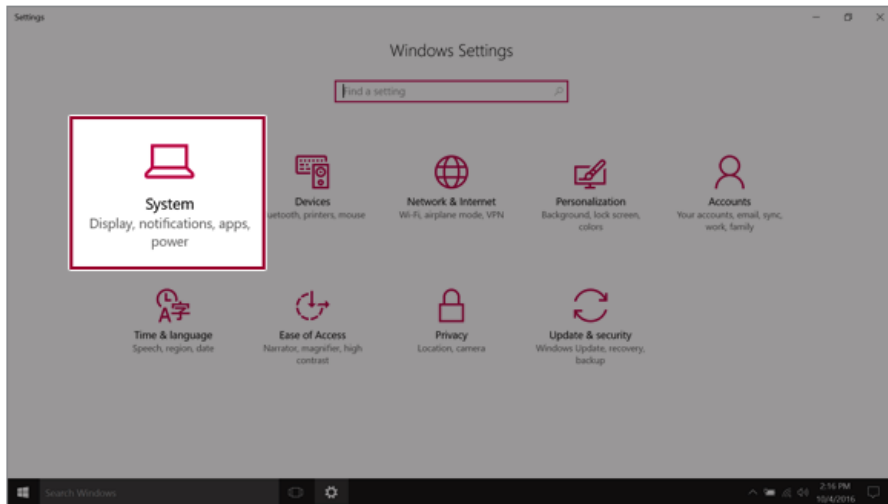 Settings
Windows Settings
Find a setting
System
Display, notifications, apps,
power
Devices
uetooth, printers, mouse
Network & Internet
Wi-Fi, airplane mode, VPN
Personalization
Background, lock screen,
colors
Accounts
Your accounts, email, sync,
work, family
Time & language
Speech, region, date
Ease of Access
Narrator, magnifier, high
contrast
Privacy
Location, camera
Update & security
Windows Update, recovery,
backup
Search Windows
2:16 PM
10/4/2016